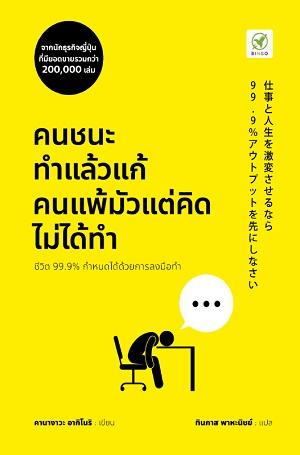 จากนักธุรกิจญี่ปุ่น
ที่มียอดขายรวมกว่า
200,000 เล่ม
BINGO
คนชนะ
ทำแล้วแก้
คนแพ้มัวแต่คิด
ไม่ได้ทำ
ชีวิต 99.9% กำหนดได้ด้วยการลงมือทำ
仕事と人生を激変させるなら
99.9%アウトプットを先にしなさい
คานางาวะ อากิโนริ : เขียน
ทินภาส พาหะนิชย์ : แปล